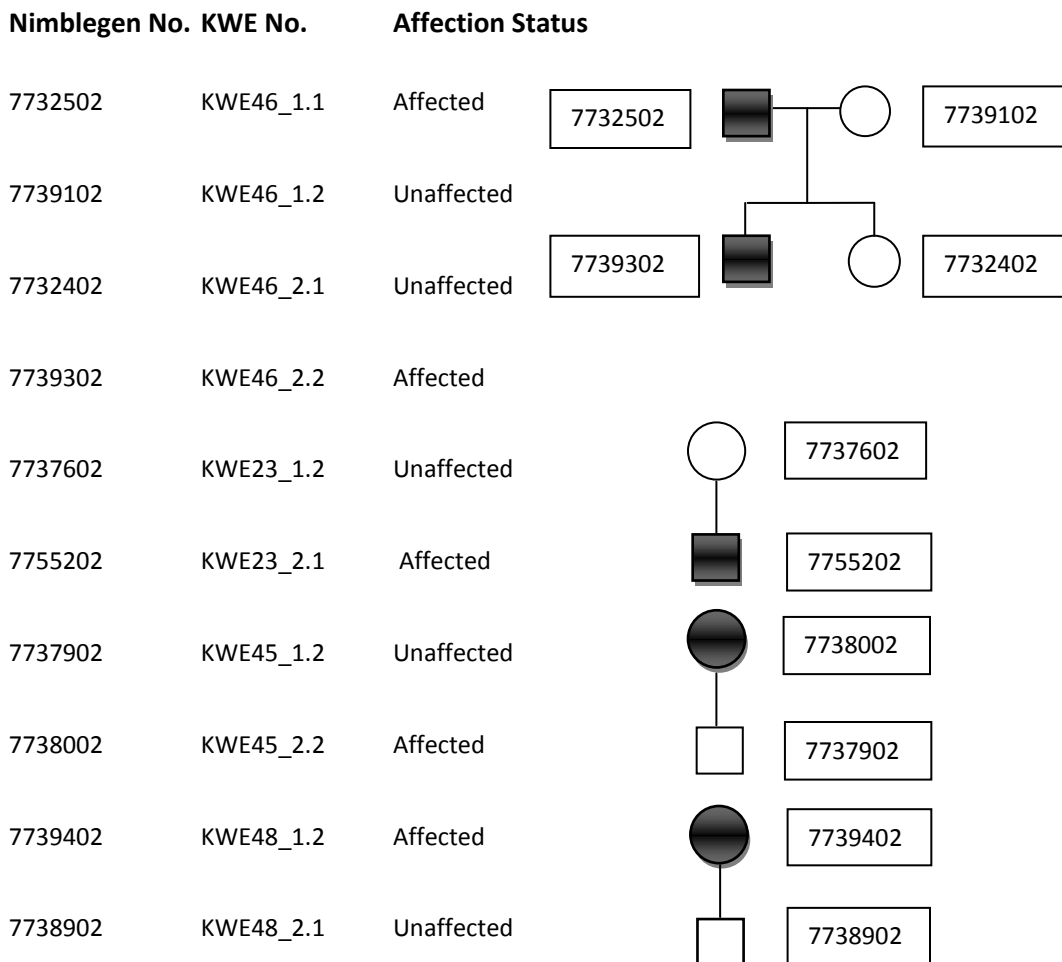 Nimblegen No. KWE No. Affection Status
7732502 KWE46_1.1 Affected 7732502 7739102
7739102 KWE46_1.2 Unaffected
7732402 KWE46_2.1 Unaffected 7739302 7732402
7739302 KWE46_2.2 Affected
7737602 KWE23_1.2 Unaffected 7737602
7755202 KWE23_2.1 Affected 7755202
7737902 KWE45_1.2 Unaffected 7738002
7738002 KWE45_2.2 Affected 7737902
7739402 KWE48_1.2 Affected 7739402
7738902 KWE48_2.1 Unaffected 7738902